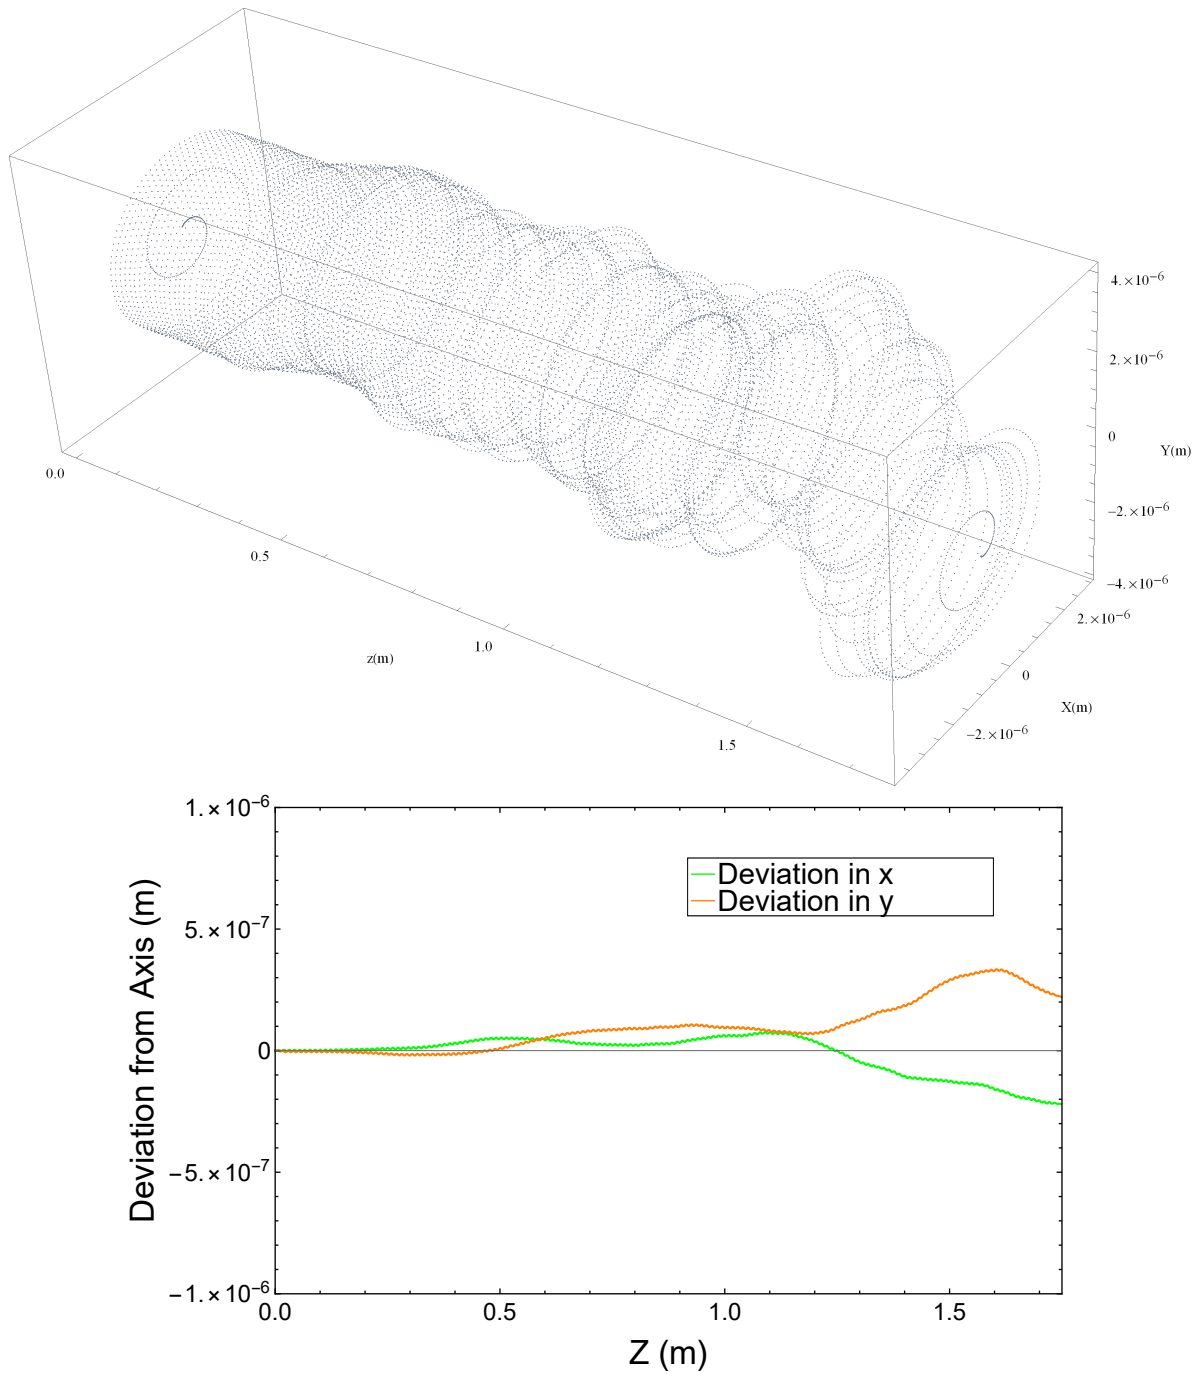 4.×10⁻⁶
2.×10⁻⁶
0
Y(m)
−2.×10⁻⁶
−4.×10⁻⁶
2.×10⁻⁶
0
X(m)
−2.×10⁻⁶
0.0
0.5
z(m)
1.0
1.5
1.×10⁻⁶
5.×10⁻⁷
0
−5.×10⁻⁷
−1.×10⁻⁶
Deviation from Axis (m)
Deviation in x
Deviation in y
0.0 0.5 1.0 1.5
Z (m)